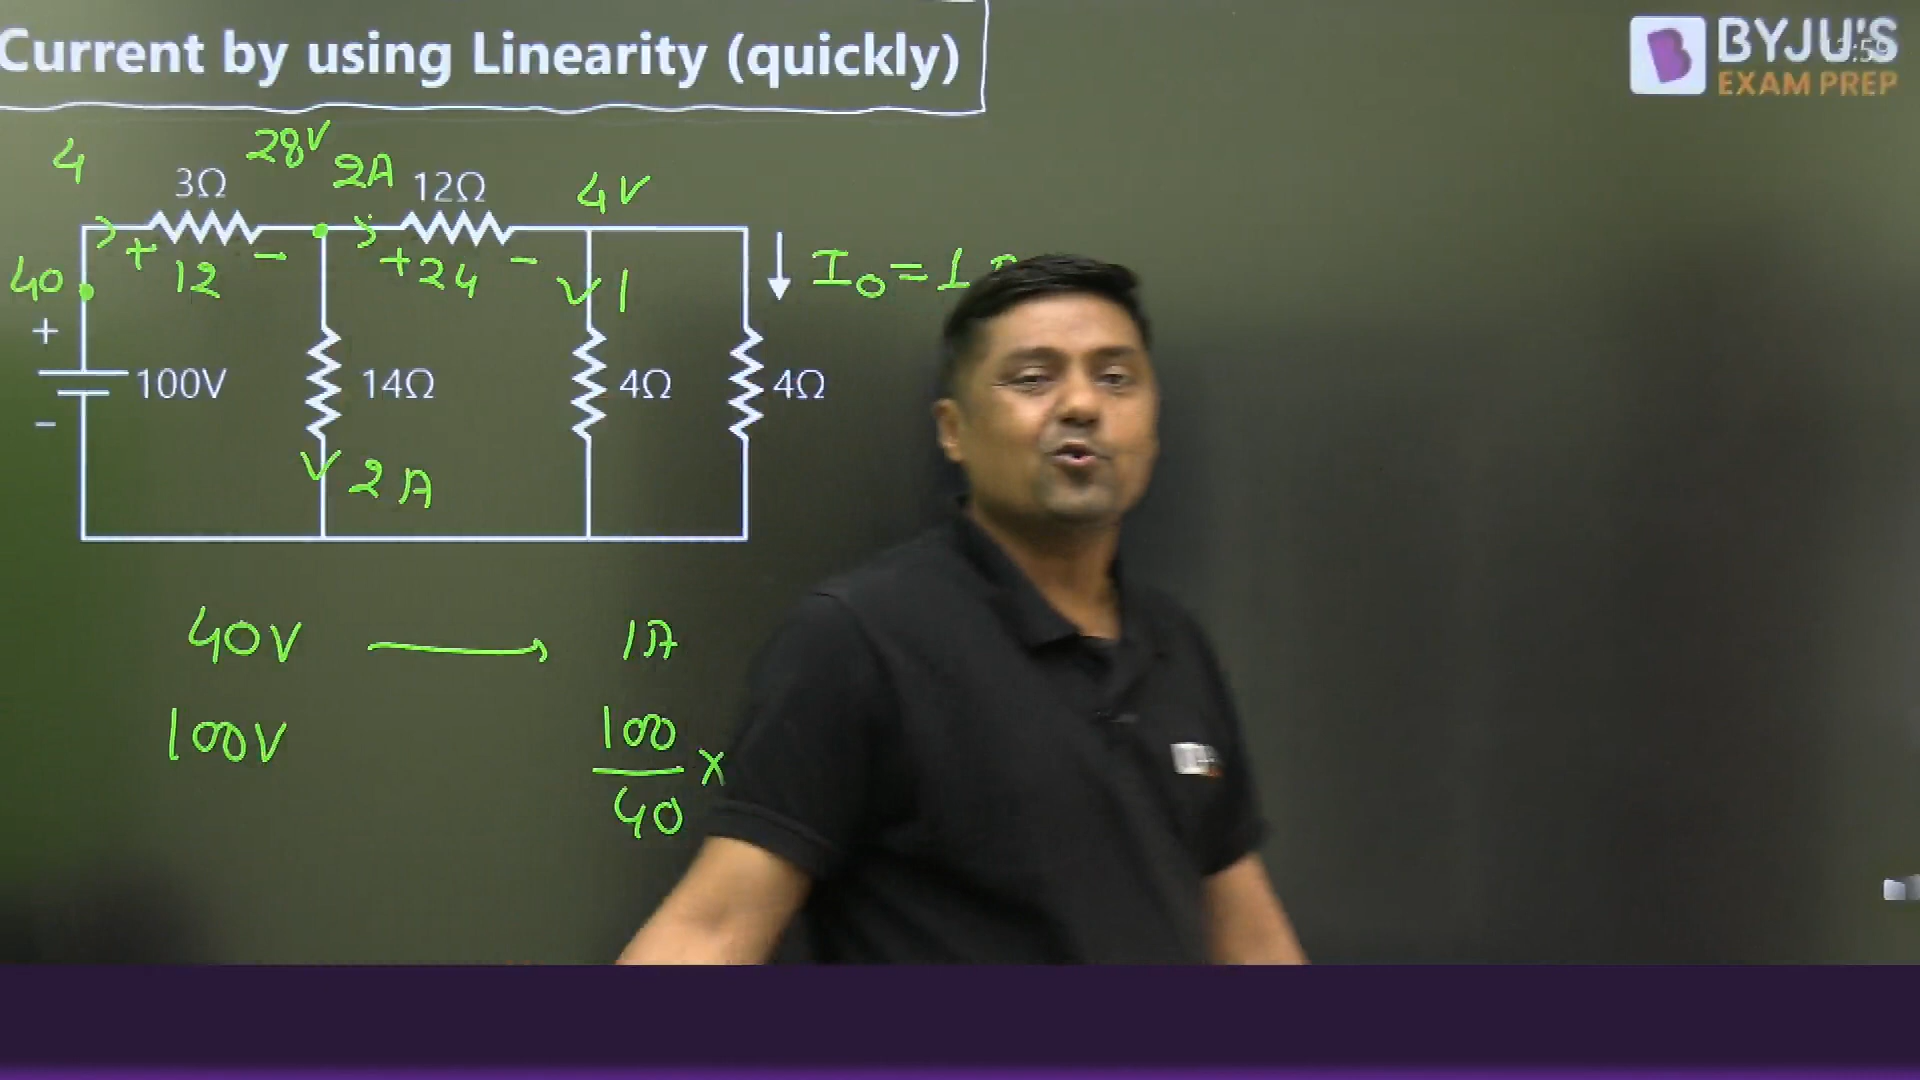 Current by using Linearity (quickly)
BYJU'S
EXAM PREP
4
28V
2A
3Ω
12Ω
4V
+ 12 -
+24 -
1
I₀ = 1
40
+
100V
-
14Ω
4Ω
4Ω
2A
40V → 1A
100V
100/40 ×